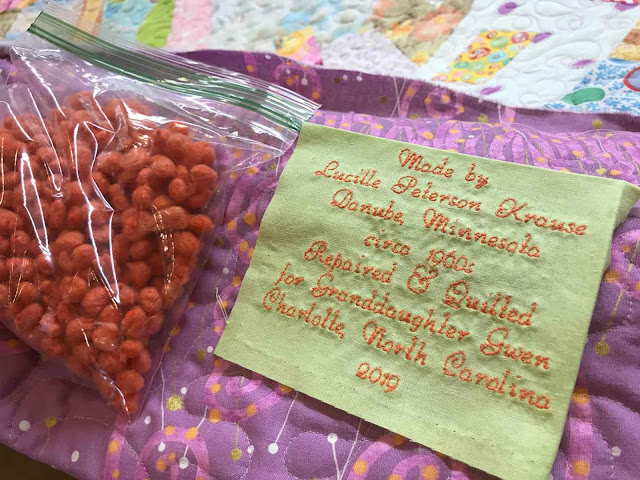 Made by
Lucille Peterson Krause
Danube, Minnesota
circa 1960s
Repaired & Quilted
for Granddaughter Gwen
Charlotte, North Carolina
2019